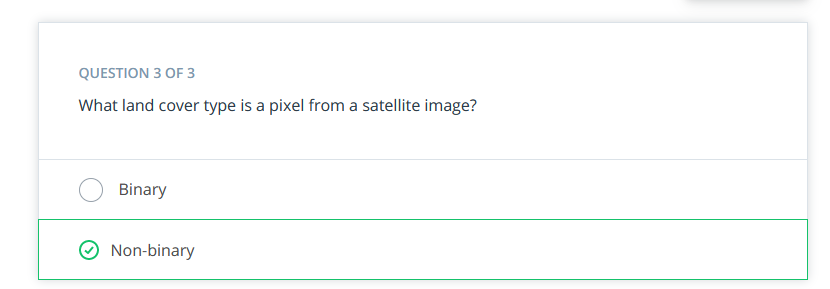 QUESTION 3 OF 3
What land cover type is a pixel from a satellite image?
Binary
Non-binary